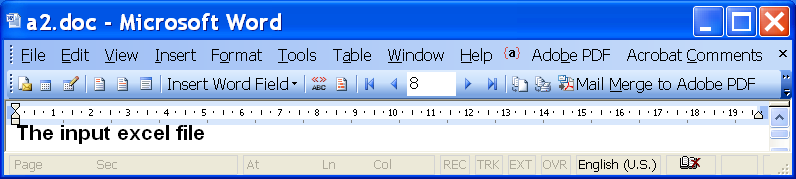 a2.doc - Microsoft Word
File Edit View Insert Format Tools Table Window Help {a} Adobe PDF Acrobat Comments
Insert Word Field «» ABC 8 Mail Merge to Adobe PDF
1 2 3 4 5 6 7 8 9 10 11 12 13 14 15 16 17 18 19
The input excel file
Page Sec At Ln Col REC TRK EXT OVR English (U.S.)